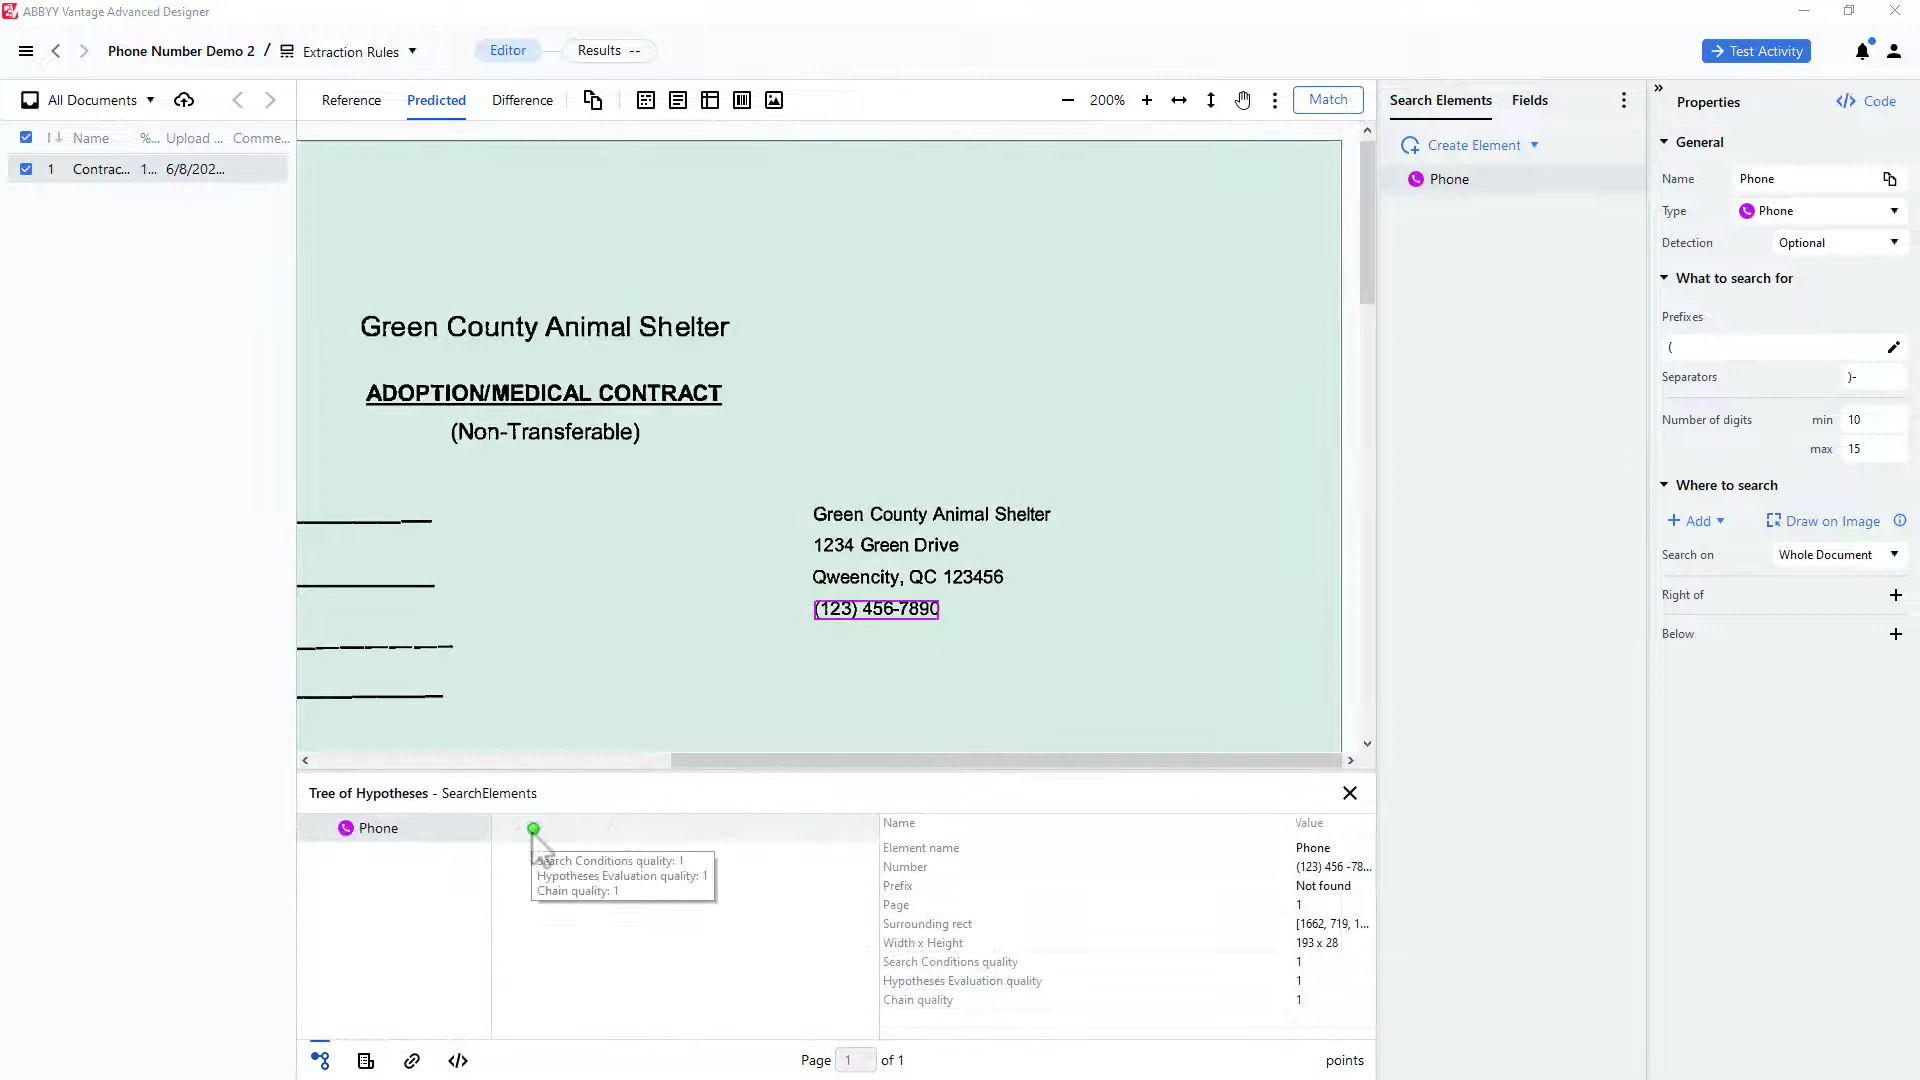 ABBYY Vantage Advanced Designer
Phone Number Demo 2 / Extraction Rules
Editor
Results --
Test Activity
All Documents
Reference
Predicted
Difference
200%
Match
Search Elements
Fields
Properties
Code
Name
%...
Upload ...
Comme...
1 Contrac... 1... 6/8/202...
Create Element
Phone
General
Name Phone
Type Phone
Detection Optional
What to search for
Prefixes
(
Separators )-
Number of digits min 10
max 15
Where to search
Add
Draw on Image
Search on Whole Document
Right of
Below
Green County Animal Shelter
ADOPTION/MEDICAL CONTRACT
(Non-Transferable)
Green County Animal Shelter
1234 Green Drive
Qweencity, QC 123456
(123) 456-7890
Tree of Hypotheses - SearchElements
Phone
Search Conditions quality: 1
Hypotheses Evaluation quality: 1
Chain quality: 1
Name Value
Element name Phone
Number (123) 456 -78...
Prefix Not found
Page 1
Surrounding rect [1662, 719, 1...
Width x Height 193 x 28
Search Conditions quality 1
Hypotheses Evaluation quality 1
Chain quality 1
Page 1 of 1
points